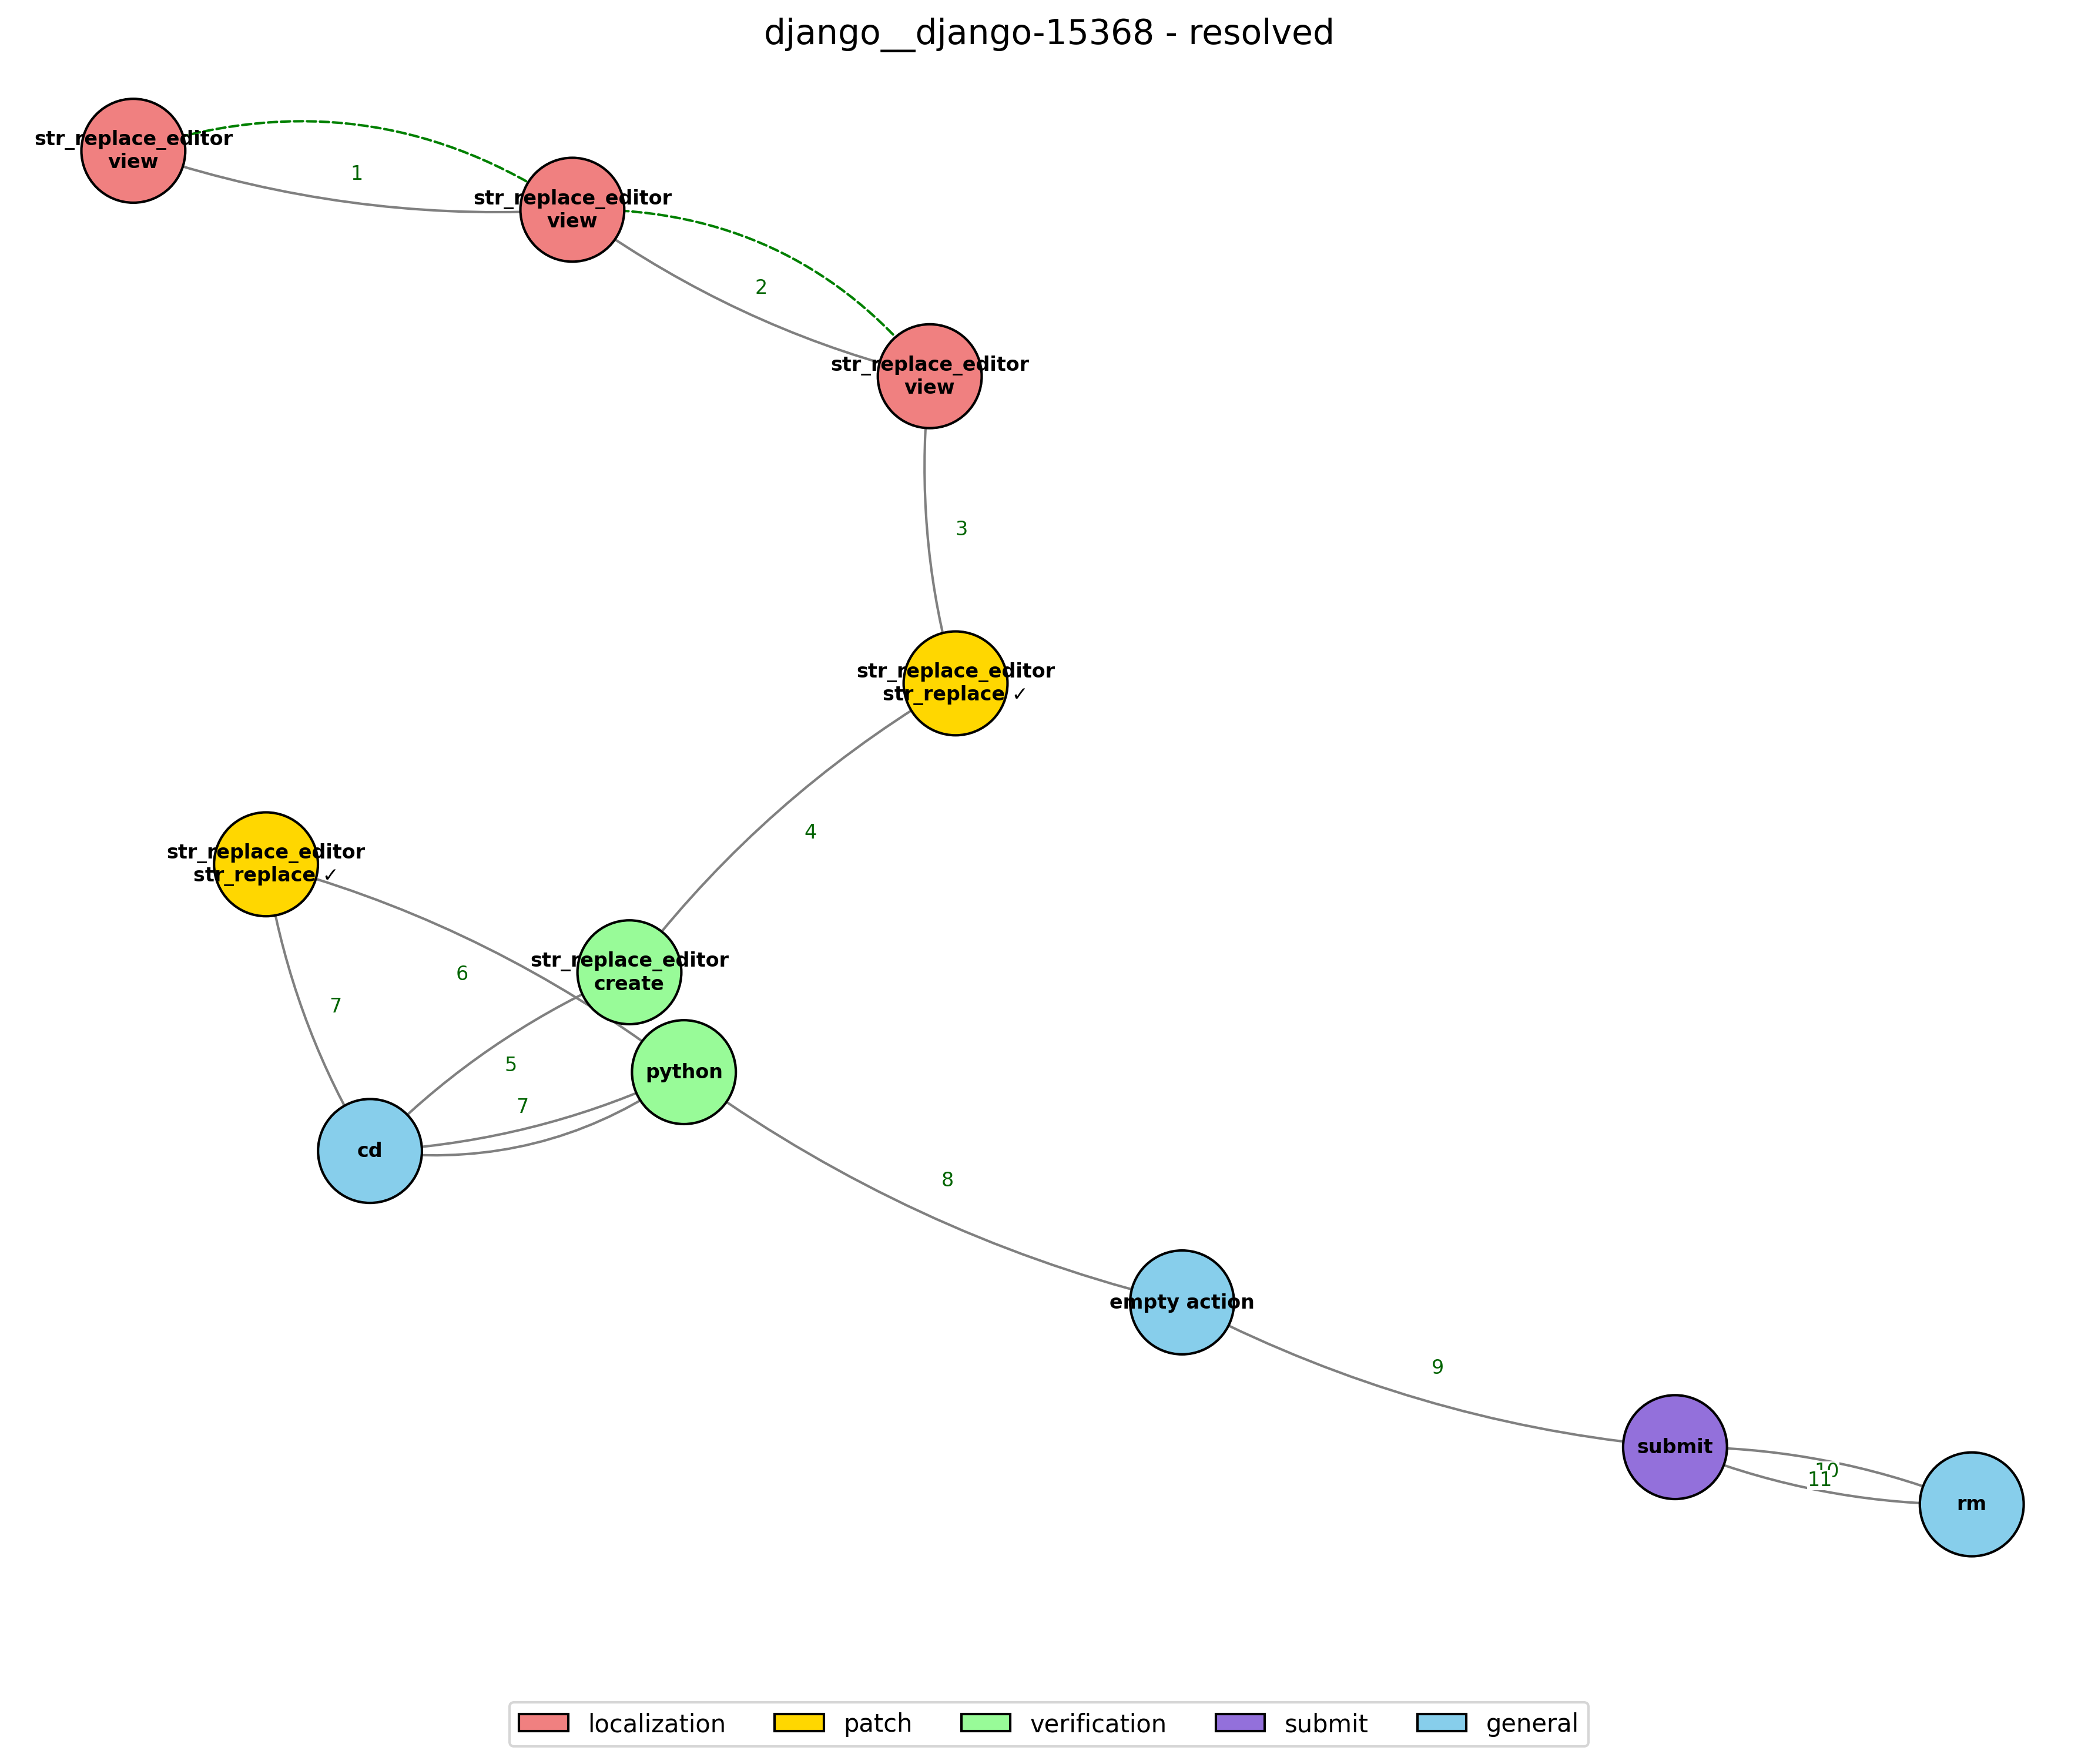 django__django-15368 - resolved
str_replace_editor
view
1
str_replace_editor
view
2
str_replace_editor
view
3
str_replace_editor
str_replace ✓
4
str_replace_editor
str_replace ✓
6
str_replace_editor
create
7
5
python
7
cd
8
empty action
9
submit
10
11
rm
localization
patch
verification
submit
general